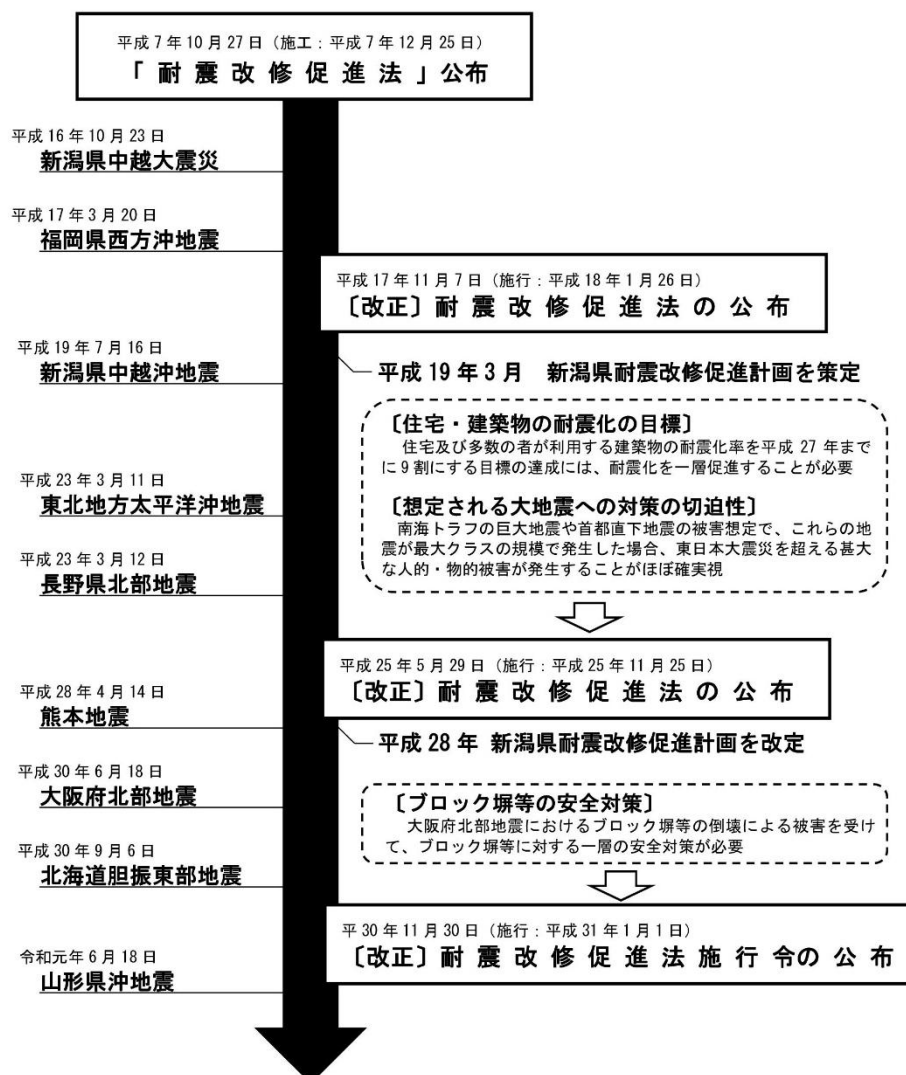 平成7年10月27日（施工：平成7年12月25日）
「耐震改修促進法」公布
平成16年10月23日
新潟県中越大震災
平成17年3月20日
福岡県西方沖地震
平成17年11月7日（施行：平成18年1月26日）
〔改正〕耐震改修促進法の公布
平成19年7月16日
新潟県中越沖地震
平成19年3月　新潟県耐震改修促進計画を策定
〔住宅・建築物の耐震化の目標〕
住宅及び多数の者が利用する建築物の耐震化率を平成27年まで
に9割にする目標の達成には、耐震化を一層促進することが必要
〔想定される大地震への対策の切迫性〕
南海トラフの巨大地震や首都直下地震の被害想定で、これらの地
震が最大クラスの規模で発生した場合、東日本大震災を超える甚大
な人的・物的被害が発生することがほぼ確実視
平成23年3月11日
東北地方太平洋沖地震
平成23年3月12日
長野県北部地震
平成25年5月29日（施行：平成25年11月25日）
〔改正〕耐震改修促進法の公布
平成28年4月14日
熊本地震
平成28年 新潟県耐震改修促進計画を改定
平成30年6月18日
大阪府北部地震
〔ブロック塀等の安全対策〕
大阪府北部地震におけるブロック塀等の倒壊による被害を受け
て、ブロック塀等に対する一層の安全対策が必要
平成30年9月6日
北海道胆振東部地震
平30年11月30日（施行：平成31年1月1日）
〔改正〕耐震改修促進法施行令の公布
令和元年6月18日
山形県沖地震